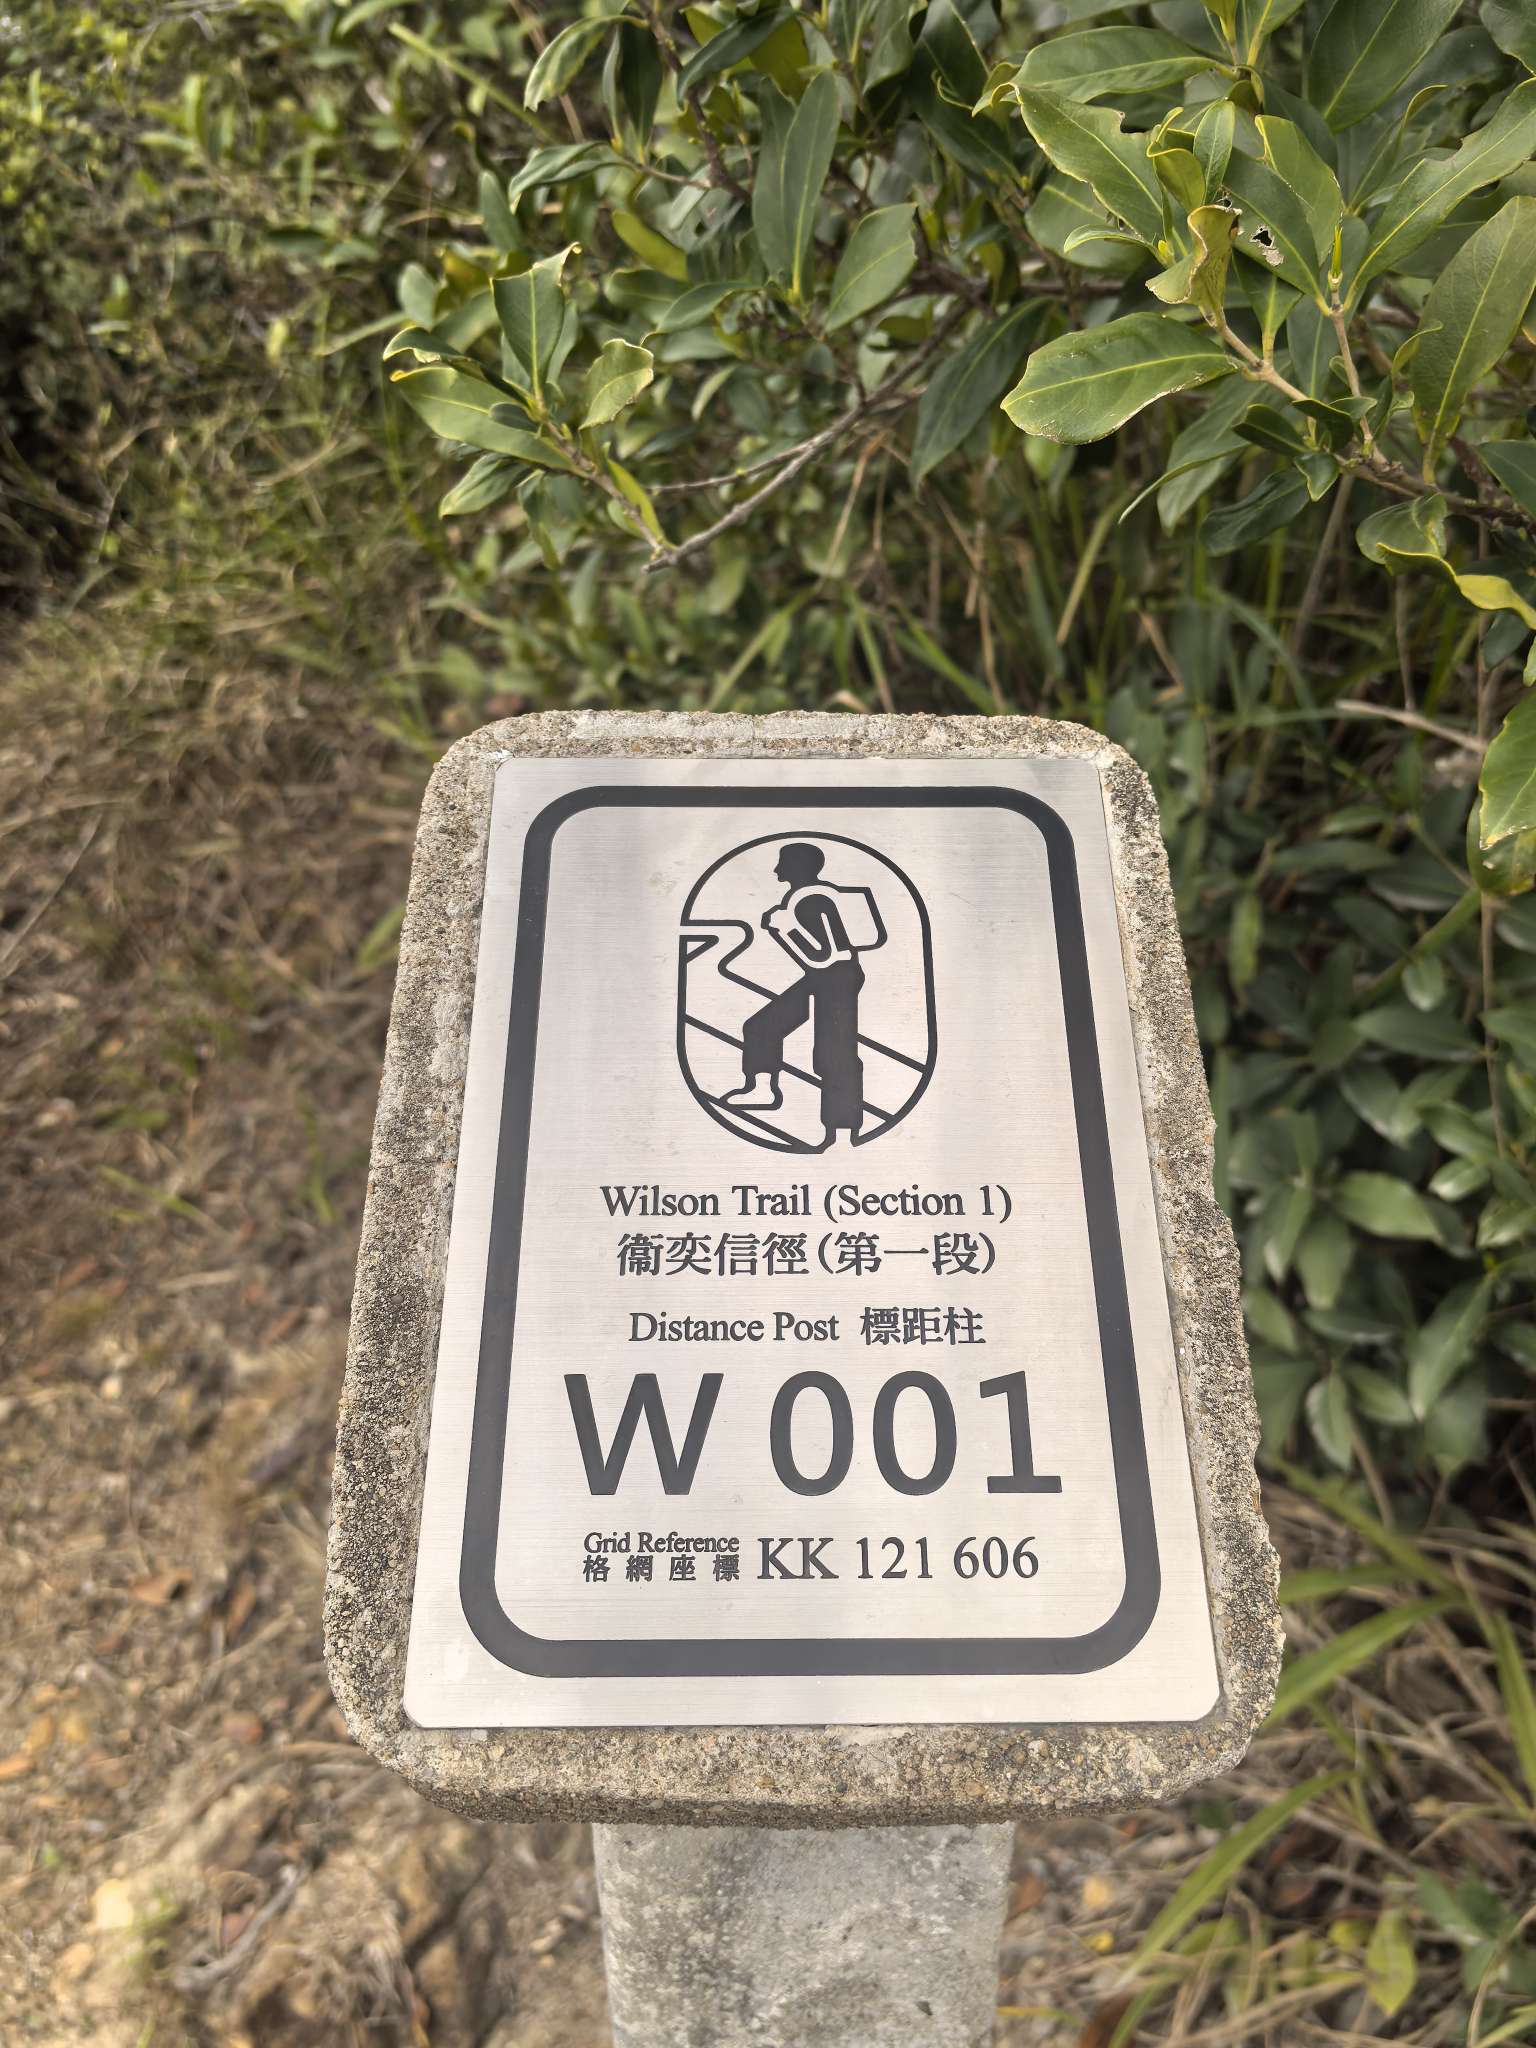 Wilson Trail (Section 1)
衞奕信徑(第一段)
Distance Post 標距柱
W 001
Grid Reference KK 121 606
格網座標